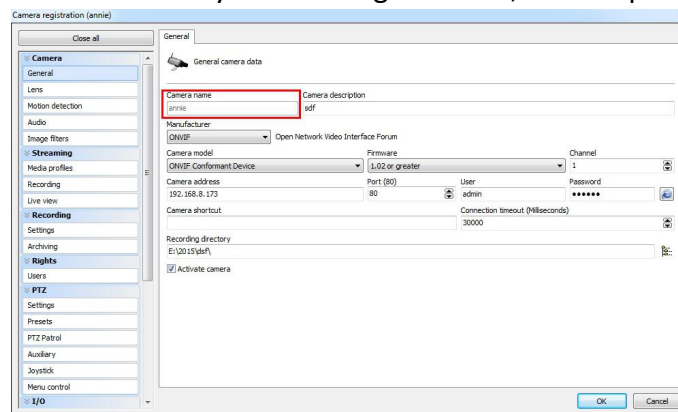 Camera registration (annie)
Close all
Camera
General
Lens
Motion detection
Audio
Image filters
Streaming
Media profiles
Recording
Live view
Recording
Settings
Archiving
Rights
Users
PTZ
Settings
Presets
PTZ Patrol
Auxiliary
Joystick
Menu control
I/O
General
General camera data
Camera name Camera description
annie sdf
Manufacturer
ONVIF Open Network Video Interface Forum
Camera model Firmware Channel
ONVIF Conformant Device 1.02 or greater 1
Camera address Port (80) User Password
192.168.8.173 80 admin ••••••
Camera shortcut Connection timeout (Miliseconds)
30000
Recording directory
E:\2015\dsf\
Activate camera
OK Cancel